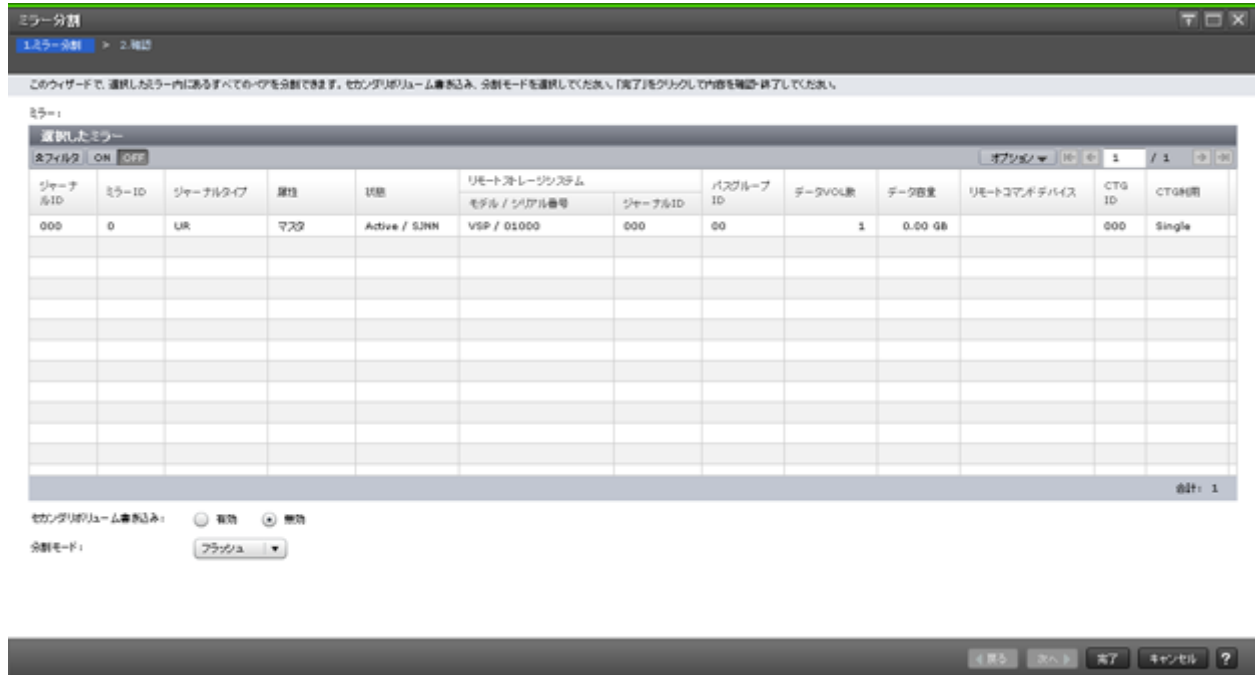 ミラー分割
1.ミラー分割 > 2.確認
このウィザードで、選択したミラー内にあるすべてのペアを分割できます。セカンダリボリューム書き込み、分割モードを選択してください。「完了」をクリックして内容を確認・終了してください。
ミラー:
選択したミラー
フィルタ ON OFF オプション 1 / 1
ジャーナルID ミラーID ジャーナルタイプ 属性 状態 リモートストレージシステム パスグループID データVOL数 データ容量 リモートコマンドデバイス CTG ID CTG利用
モデル / シリアル番号 ジャーナルID
000 0 UR マスタ Active / SJNN VSP / 01000 000 00 1 0.00 GB 000 Single
合計: 1
セカンダリボリューム書き込み: 有効 無効
分割モード: フラッシュ
戻る 次へ 完了 キャンセル ?